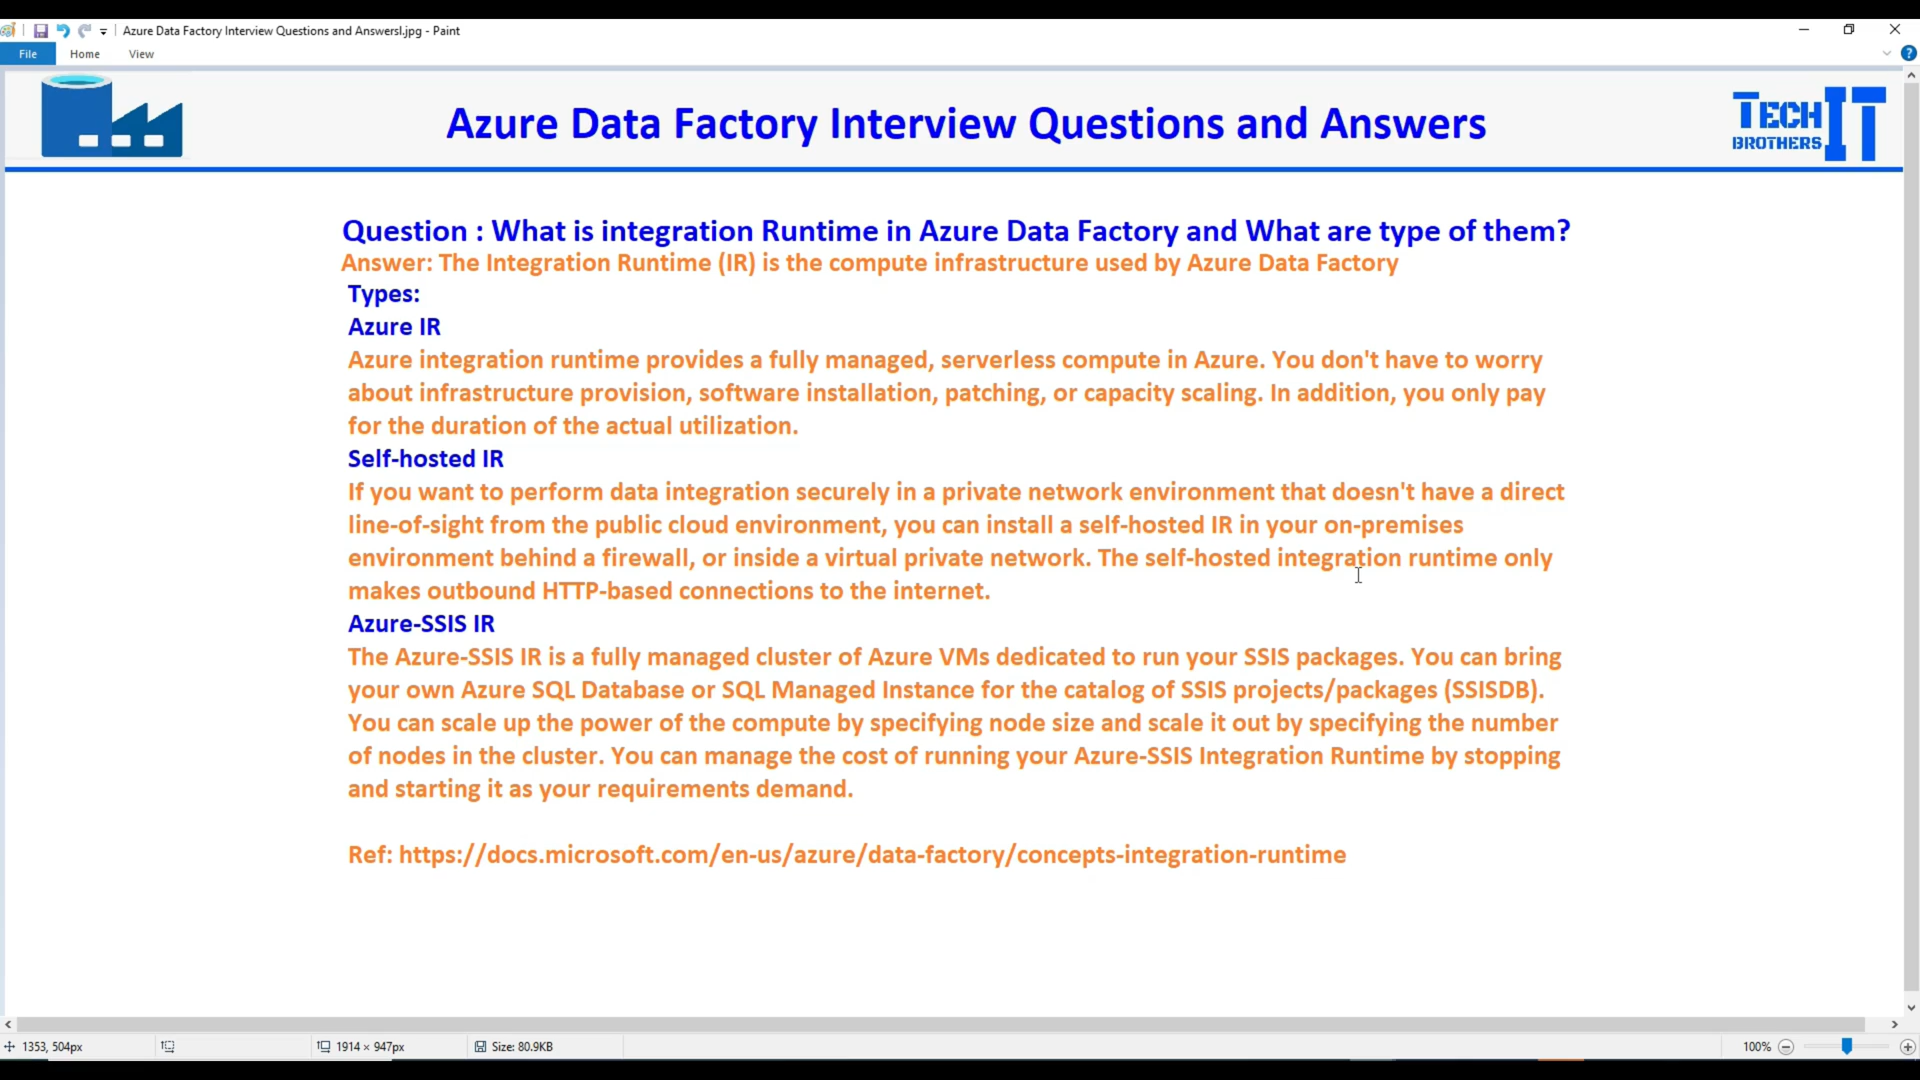 Azure Data Factory Interview Questions and Answersl.jpg - Paint
File Home View
Azure Data Factory Interview Questions and Answers
TECH IT
BROTHERS
Question : What is integration Runtime in Azure Data Factory and What are type of them?
Answer: The Integration Runtime (IR) is the compute infrastructure used by Azure Data Factory
Types:
Azure IR
Azure integration runtime provides a fully managed, serverless compute in Azure. You don't have to worry
about infrastructure provision, software installation, patching, or capacity scaling. In addition, you only pay
for the duration of the actual utilization.
Self-hosted IR
If you want to perform data integration securely in a private network environment that doesn't have a direct
line-of-sight from the public cloud environment, you can install a self-hosted IR in your on-premises
environment behind a firewall, or inside a virtual private network. The self-hosted integration runtime only
makes outbound HTTP-based connections to the internet.
Azure-SSIS IR
The Azure-SSIS IR is a fully managed cluster of Azure VMs dedicated to run your SSIS packages. You can bring
your own Azure SQL Database or SQL Managed Instance for the catalog of SSIS projects/packages (SSISDB).
You can scale up the power of the compute by specifying node size and scale it out by specifying the number
of nodes in the cluster. You can manage the cost of running your Azure-SSIS Integration Runtime by stopping
and starting it as your requirements demand.
Ref: https://docs.microsoft.com/en-us/azure/data-factory/concepts-integration-runtime
1353, 504px 1914 × 947px Size: 80.9KB 100%